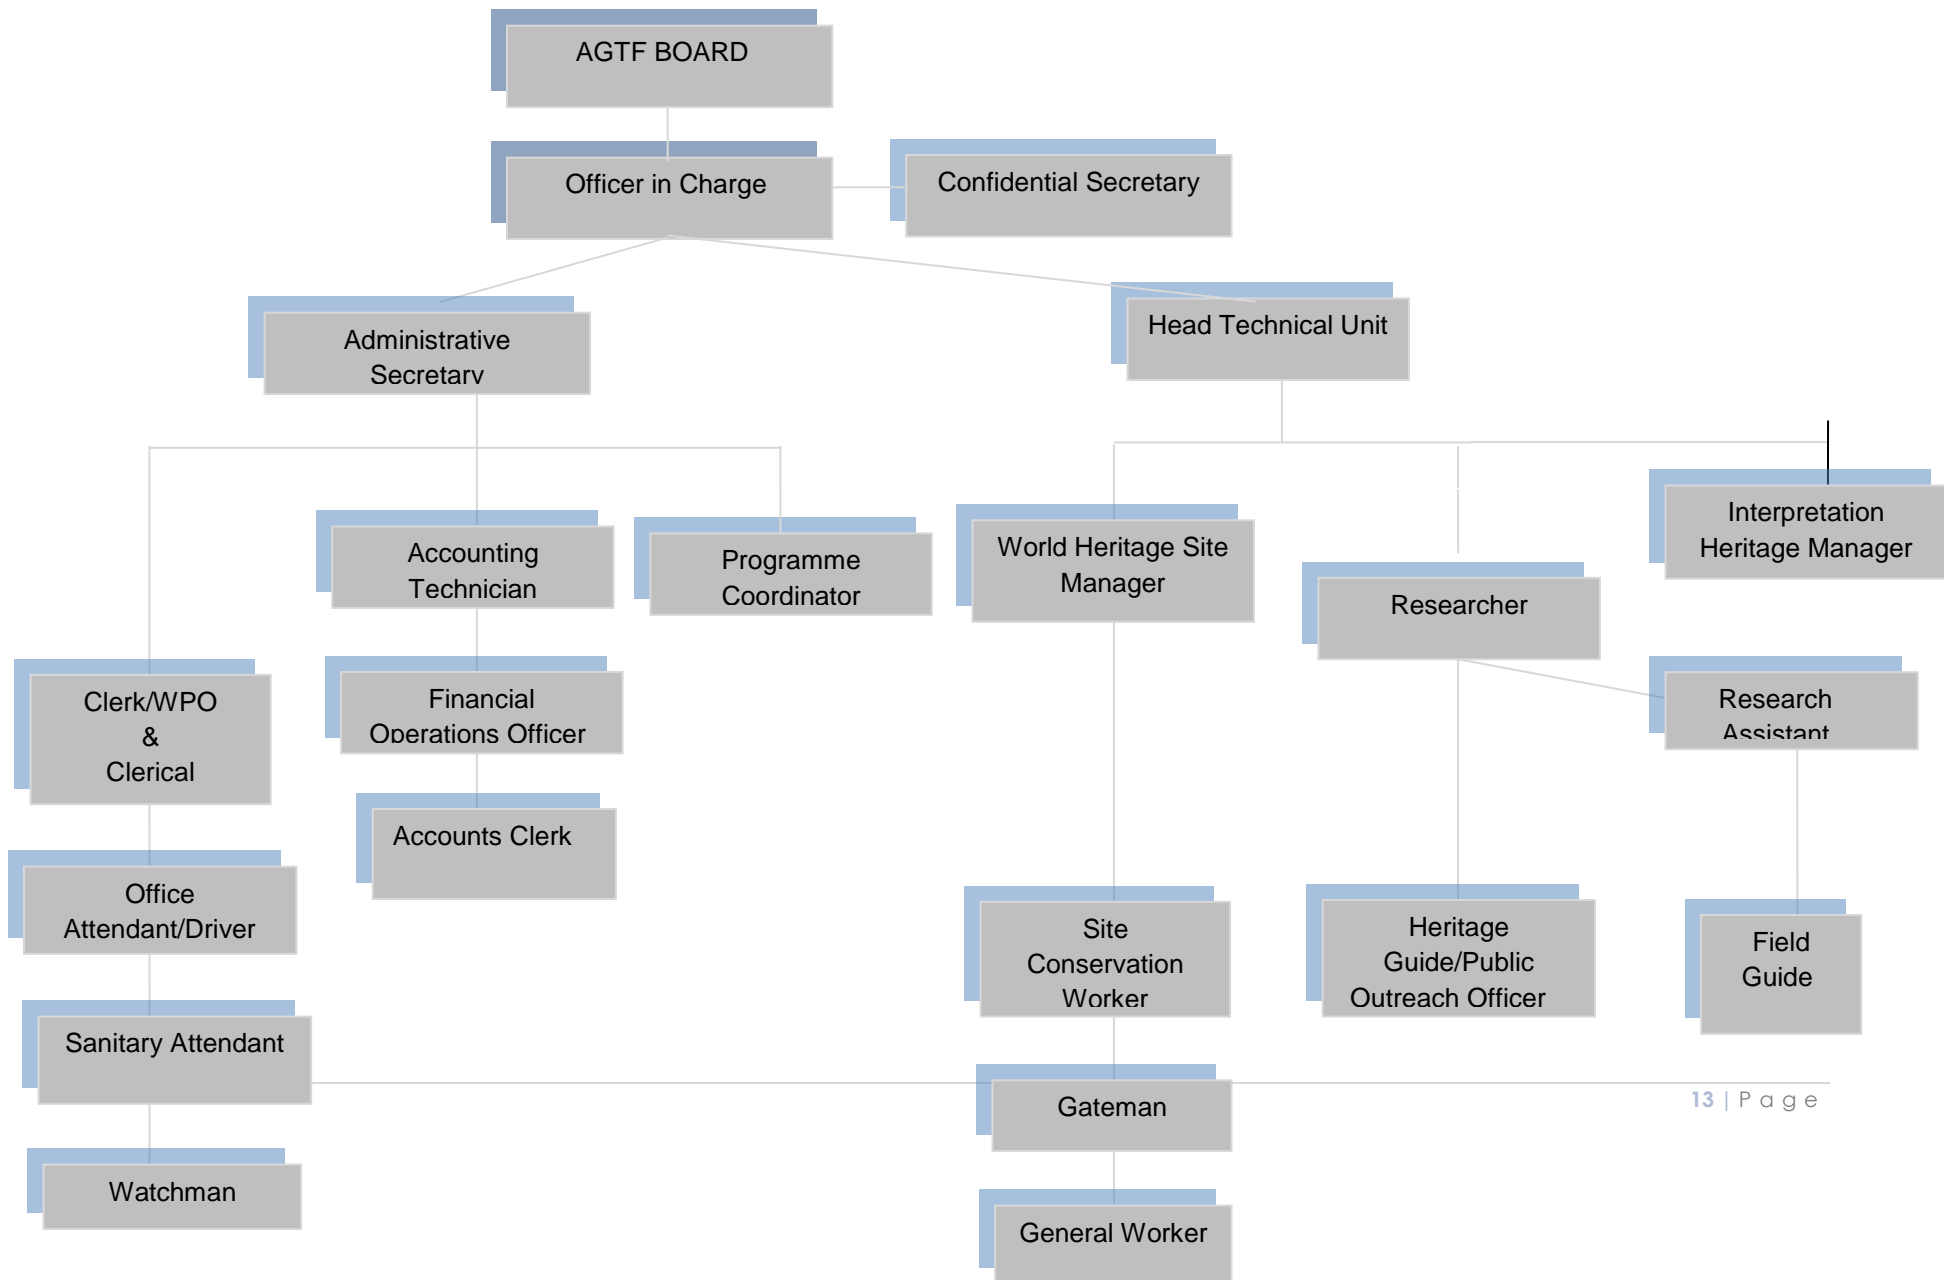 AGTF BOARD
Officer in Charge
Confidential Secretary
Administrative
Secretary
Head Technical Unit
Accounting
Technician
Programme
Coordinator
World Heritage Site
Manager
Researcher
Interpretation
Heritage Manager
Clerk/WPO
&
Clerical
Financial
Operations Officer
Research
Assistant
Accounts Clerk
Office
Attendant/Driver
Site
Conservation
Worker
Heritage
Guide/Public
Outreach Officer
Field
Guide
Sanitary Attendant
Gateman
13 | Page
Watchman
General Worker